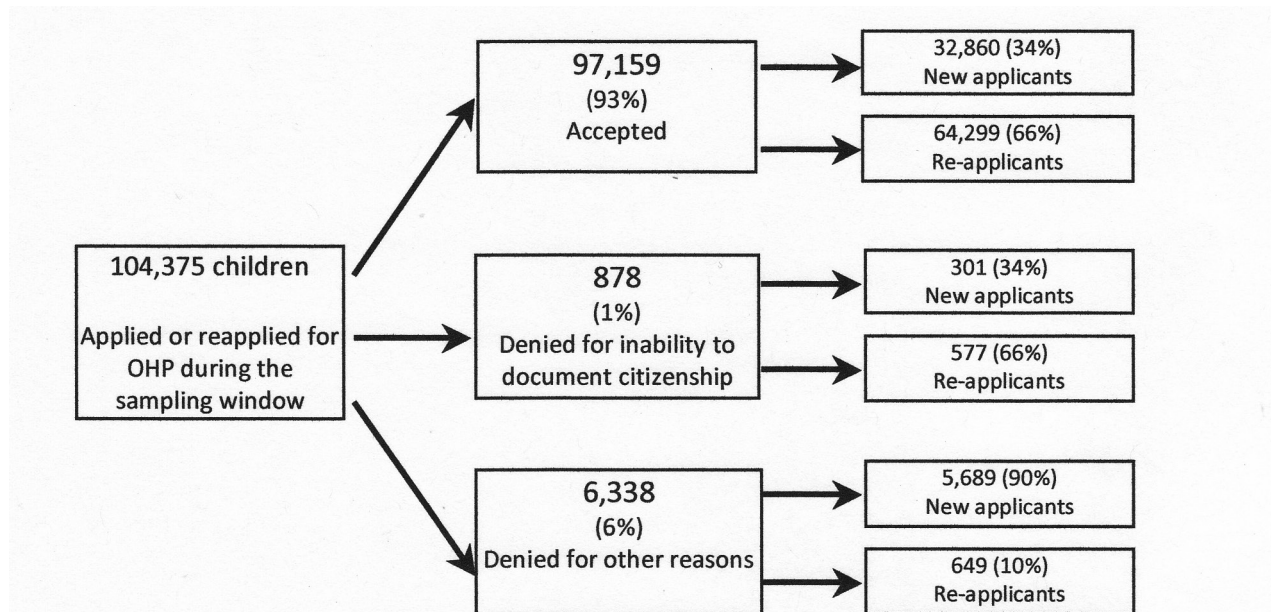 104,375 children
Applied or reapplied for
OHP during the
sampling window
97,159
(93%)
Accepted
32,860 (34%)
New applicants
64,299 (66%)
Re-applicants
878
(1%)
Denied for inability to
document citizenship
301 (34%)
New applicants
577 (66%)
Re-applicants
6,338
(6%)
Denied for other reasons
5,689 (90%)
New applicants
649 (10%)
Re-applicants